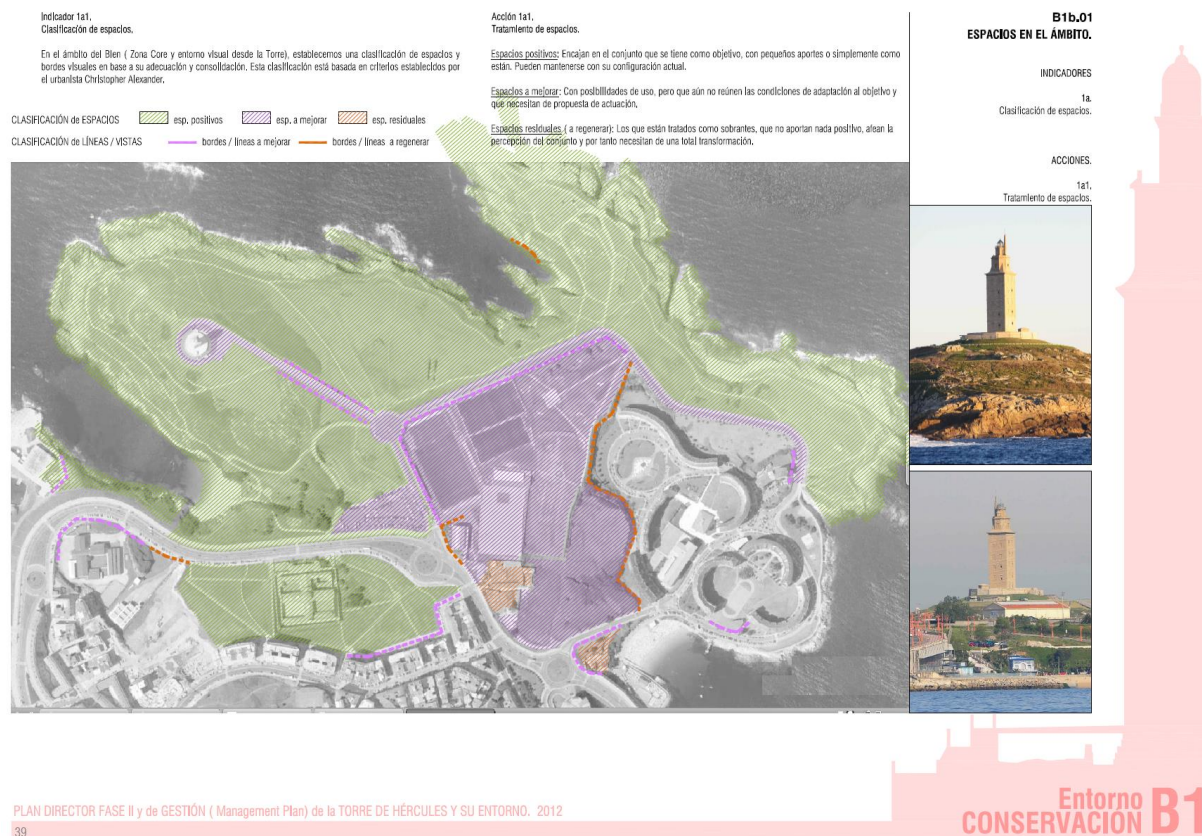 Indicador 1a1.
Clasificación de espacios.
En el ámbito del Bien ( Zona Core y entorno visual desde la Torre), establecemos una clasificación de espacios y
bordes visuales en base a su adecuación y consolidación. Esta clasificación está basada en criterios establecidos por
el urbanista Christopher Alexander.
CLASIFICACIÓN de ESPACIOS esp. positivos esp. a mejorar esp. residuales
CLASIFICACIÓN de LÍNEAS / VISTAS bordes / líneas a mejorar bordes / líneas a regenerar
Acción 1a1.
Tratamiento de espacios.
Espacios positivos: Encajan en el conjunto que se tiene como objetivo, con pequeños aportes o simplemente como
están. Pueden mantenerse con su configuración actual.
Espacios a mejorar: Con posibilidades de uso, pero que aún no reúnen las condiciones de adaptación al objetivo y
que necesitan de propuesta de actuación.
Espacios residuales ( a regenerar): Los que están tratados como sobrantes, que no aportan nada positivo, afean la
percepción del conjunto y por tanto necesitan de una total transformación.
B1b.01
ESPACIOS EN EL ÁMBITO.
INDICADORES
1a.
Clasificación de espacios.
ACCIONES.
1a1.
Tratamiento de espacios.
PLAN DIRECTOR FASE II y de GESTIÓN ( Management Plan) de la TORRE DE HÉRCULES Y SU ENTORNO. 2012
39
Entorno
CONSERVACIÓN B1